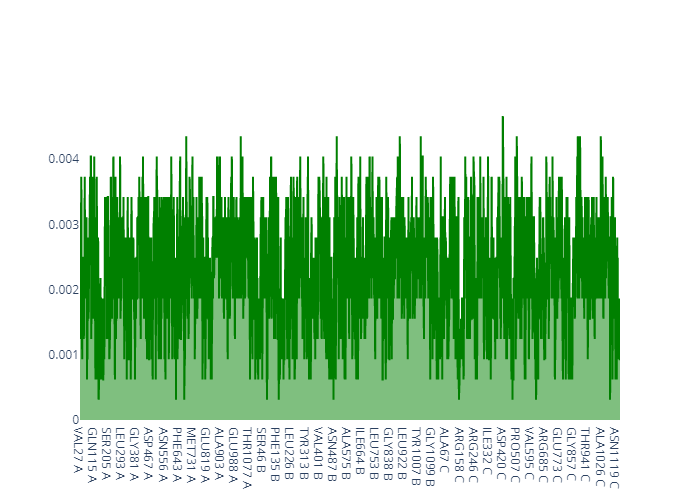 0.004
0.003
0.002
0.001
0
VAL27 A
GLN115 A
SER205 A
LEU293 A
GLY381 A
ASP467 A
ASN556 A
PHE643 A
MET731 A
GLU819 A
ALA903 A
GLU988 A
THR1077 A
SER46 B
PHE135 B
LEU226 B
TYR313 B
VAL401 B
ASN487 B
ALA575 B
ILE664 B
LEU753 B
GLY838 B
LEU922 B
TYR1007 B
GLY1099 B
ALA67 C
ARG158 C
ARG246 C
ILE332 C
ASP420 C
PRO507 C
VAL595 C
ARG685 C
GLU773 C
GLY857 C
THR941 C
ALA1026 C
ASN1119 C